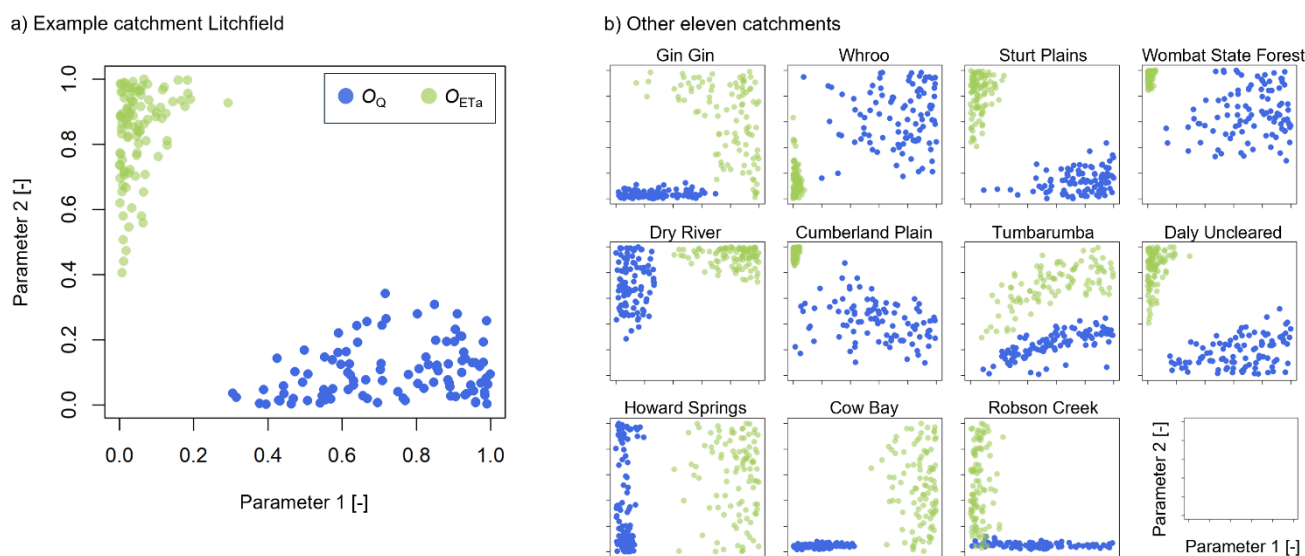 a) Example catchment Litchfield
b) Other eleven catchments
1.0
0.8
0.6
0.4
0.2
0.0
Parameter 2 [-]
O_Q O_ETa
0.0 0.2 0.4 0.6 0.8 1.0
Parameter 1 [-]
Gin Gin Whroo Sturt Plains Wombat State Forest
Dry River Cumberland Plain Tumbarumba Daly Uncleared
Howard Springs Cow Bay Robson Creek
Parameter 2 [-]
Parameter 1 [-]